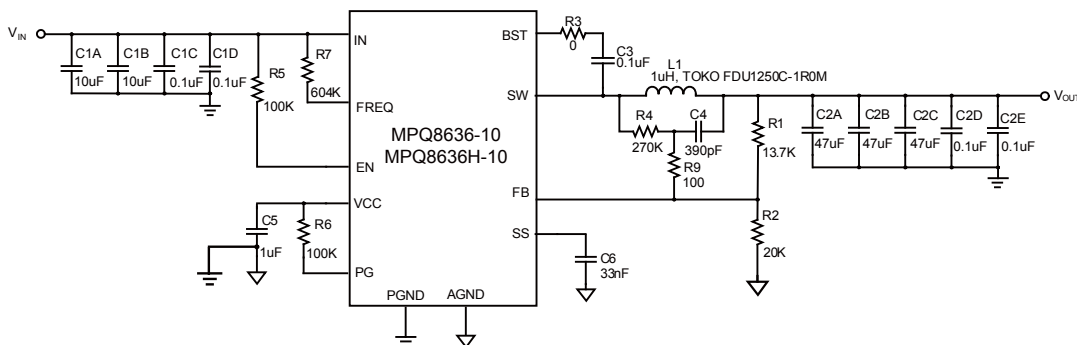 VIN
C1A
10uF
C1B
10uF
C1C
0.1uF
C1D
0.1uF
R5
100K
R7
604K
IN
FREQ
EN
VCC
PG
PGND
AGND
BST
SW
FB
SS
MPQ8636-10
MPQ8636H-10
C5
1uF
R6
100K
R3
0
C3
0.1uF
L1
1uH, TOKO FDU1250C-1R0M
R4
270K
C4
390pF
R9
100
R1
13.7K
R2
20K
C6
33nF
C2A
47uF
C2B
47uF
C2C
47uF
C2D
0.1uF
C2E
0.1uF
VOUT